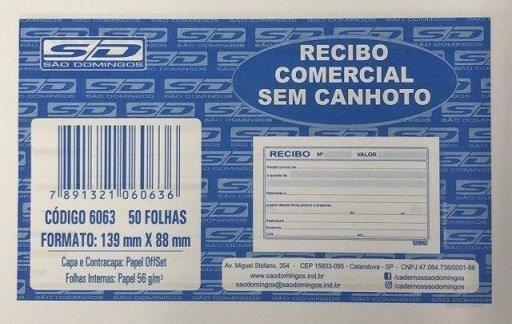 SD
SÃO DOMINGOS
RECIBO
COMERCIAL
SEM CANHOTO
7 891321 060636
CÓDIGO 6063 50 FOLHAS
FORMATO: 139 mm X 88 mm
Capa e Contracapa: Papel OffSet
Folhas Internas: Papel 56 g/m²
RECIBO Nº VALOR
Av. Miguel Stéfano, 354 - CEP 15803-095 - Catanduva - SP - CNPJ 47.084.738/0001-86
www.saodomingos.ind.br
saodomingos@saodomingos.ind.br
/cadernossaodomingos
/cadernossaodomingos